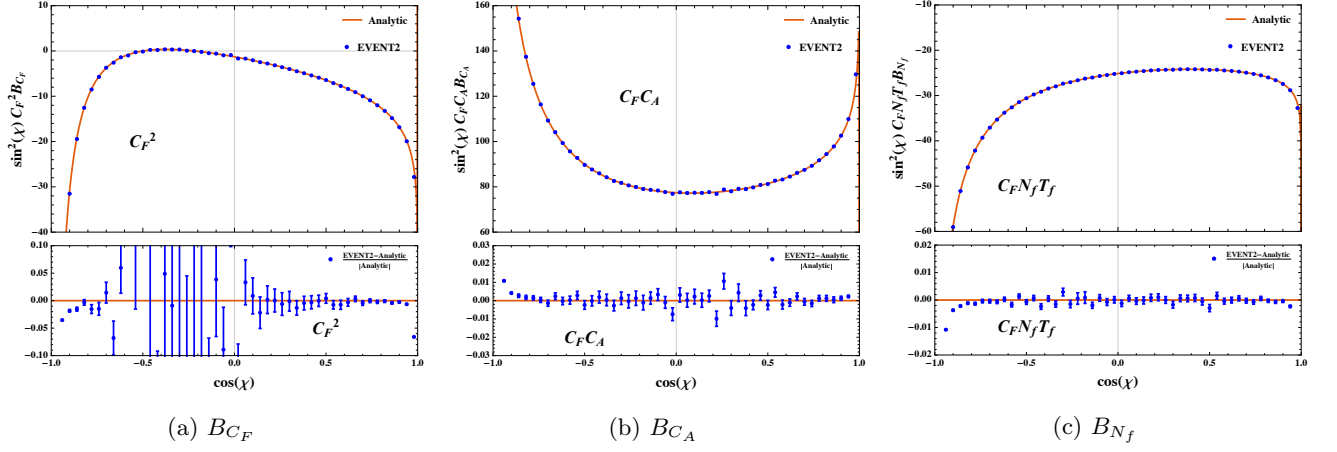 sin²(χ) C_F² B_{C_F}
10
0
−10
−20
−30
−40
Analytic
EVENT2
C_F²
0.10
0.05
0.00
−0.05
−0.10
EVENT2−Analytic
|Analytic|
C_F²
−1.0 −0.5 0.0 0.5 1.0
cos(χ)
(a) B_{C_F}
sin²(χ) C_F C_A B_{C_A}
160
140
120
100
80
60
Analytic
EVENT2
C_F C_A
0.03
0.02
0.01
0.00
−0.01
−0.02
−0.03
EVENT2−Analytic
|Analytic|
C_F C_A
−1.0 −0.5 0.0 0.5 1.0
cos(χ)
(b) B_{C_A}
sin²(χ) C_F N_f T_f B_{N_f}
−10
−20
−30
−40
−50
−60
Analytic
EVENT2
C_F N_f T_f
0.02
0.01
0.00
−0.01
−0.02
EVENT2−Analytic
|Analytic|
C_F N_f T_f
−1.0 −0.5 0.0 0.5 1.0
cos(χ)
(c) B_{N_f}